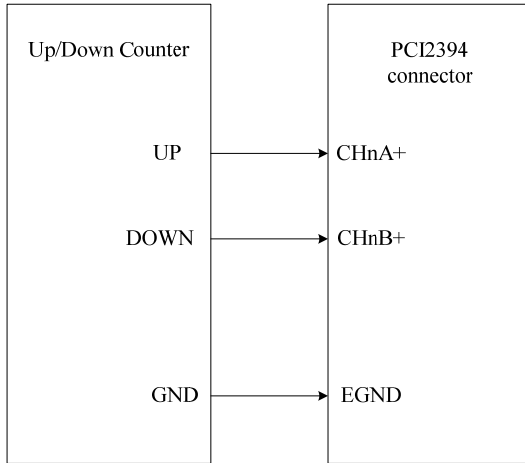 Up/Down Counter
PCI2394
connector
UP
CHnA+
DOWN
CHnB+
GND
EGND